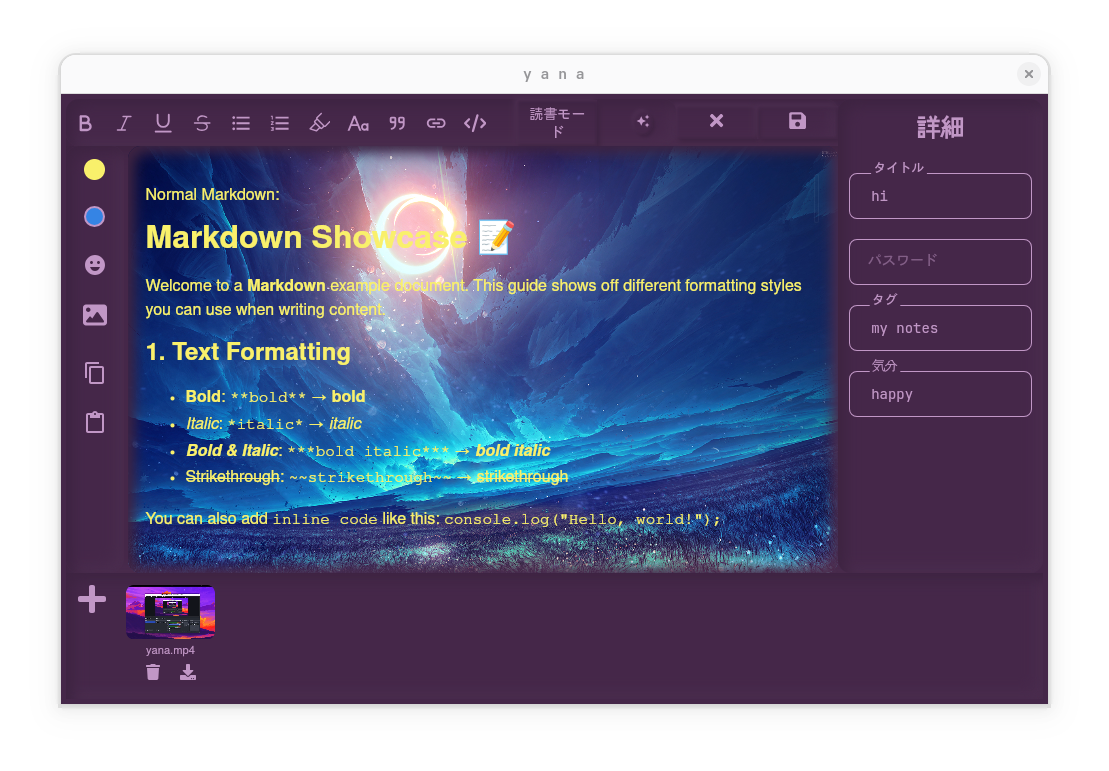 y a n a
B I U S Aa 99 </>
読書モー
ド
詳細
タイトル
hi
パスワード
タグ
my notes
気分
happy
Normal Markdown:
Markdown Showcase 📝
Welcome to a Markdown example document. This guide shows off different formatting styles
you can use when writing content.
1. Text Formatting
• Bold: **bold** → bold
• Italic: *italic* → italic
• Bold & Italic: ***bold italic*** → bold italic
• Strikethrough: ~~strikethrough~~ → strikethrough
You can also add inline code like this: console.log("Hello, world!");
yana.mp4